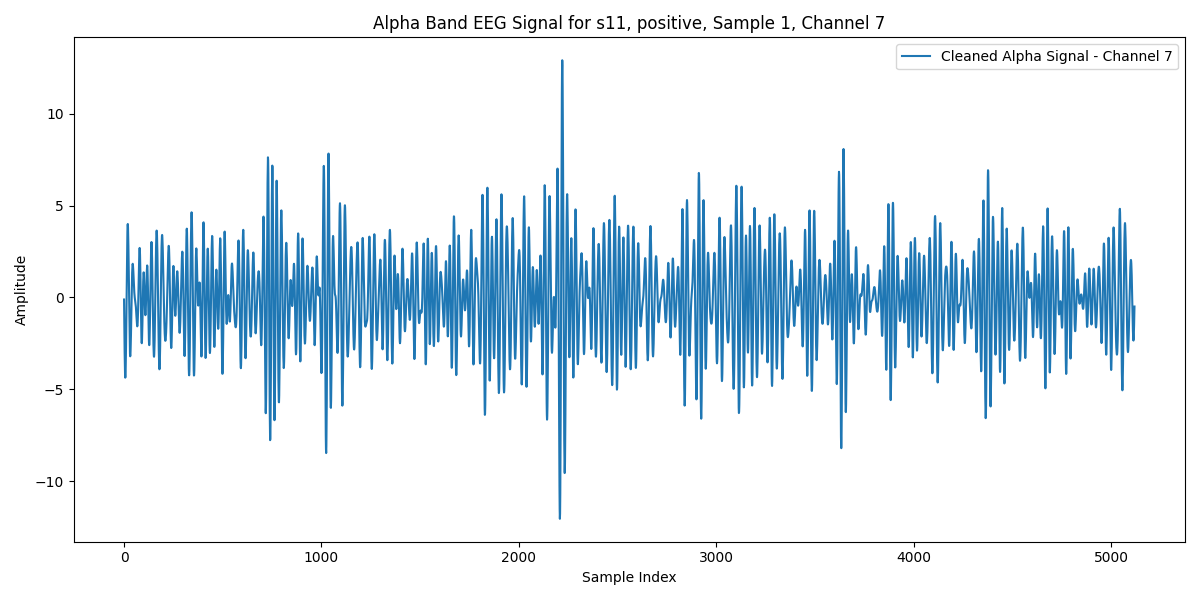 Alpha Band EEG Signal for s11, positive, Sample 1, Channel 7
Cleaned Alpha Signal - Channel 7
Amplitude
10
5
0
−5
−10
0 1000 2000 3000 4000 5000
Sample Index